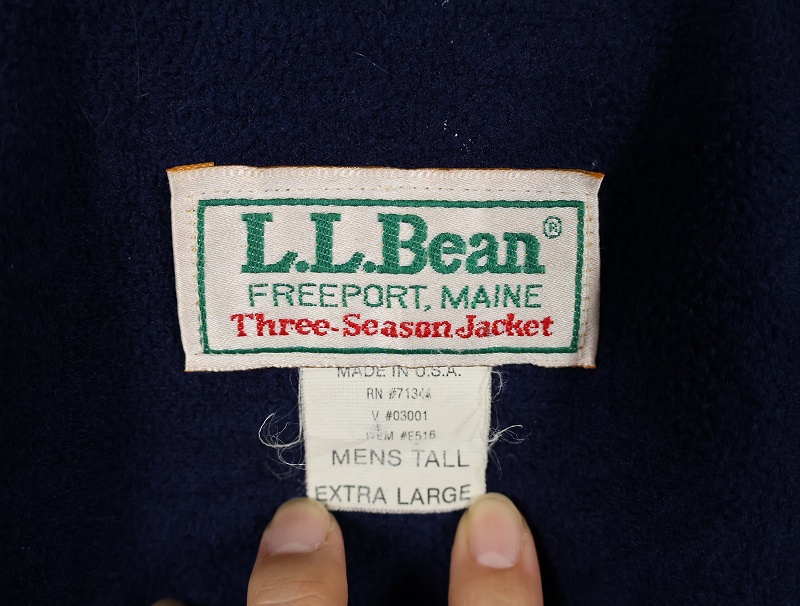 L.L.Bean®
FREEPORT, MAINE
Three-Season Jacket
MADE IN U.S.A.
RN #71344
V #03001
ITEM #E516
MENS TALL
EXTRA LARGE